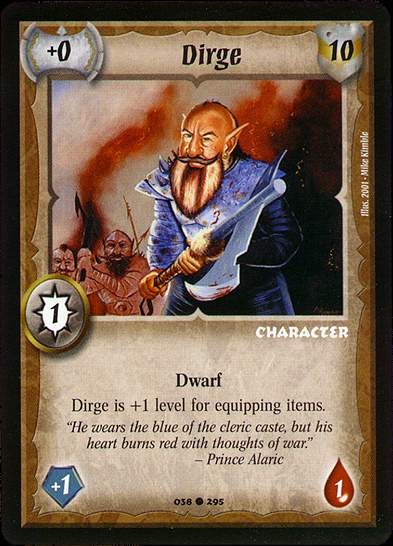 +0
Dirge
10
Illus. 2001 • Mike Kimble
1
CHARACTER
Dwarf
Dirge is +1 level for equipping items.
"He wears the blue of the cleric caste, but his
heart burns red with thoughts of war."
– Prince Alaric
+1
038 ● 295
1